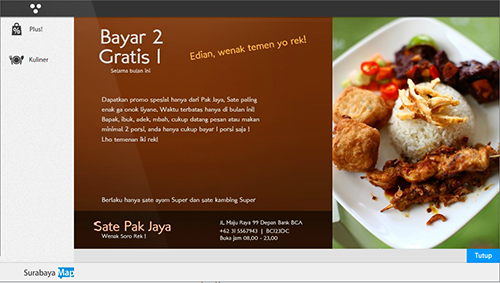 Plus!
Kuliner
Bayar 2
Gratis 1
Selama bulan ini
Edian, wenak temen yo rek!
Dapatkan promo spesial hanya dari Pak Jaya, Sate paling
enak ga onok liyane, Waktu terbatas hanya di bulan ini!
Bapak, ibuk, adek, mbah, cukup datang pesan atau makan
minimal 2 porsi, anda hanya cukup bayar 1 porsi saja !
Lho temenan iki rek!
Berlaku hanya sate ayam Super dan sate kambing Super
Sate Pak Jaya
Wenak Soro Rek !
JL Maju Raya 99 Depan Bank BCA
+62 31 5567943 | BC123DC
Buka Jam 08,00 - 23,00
Tutup
Surabaya Map